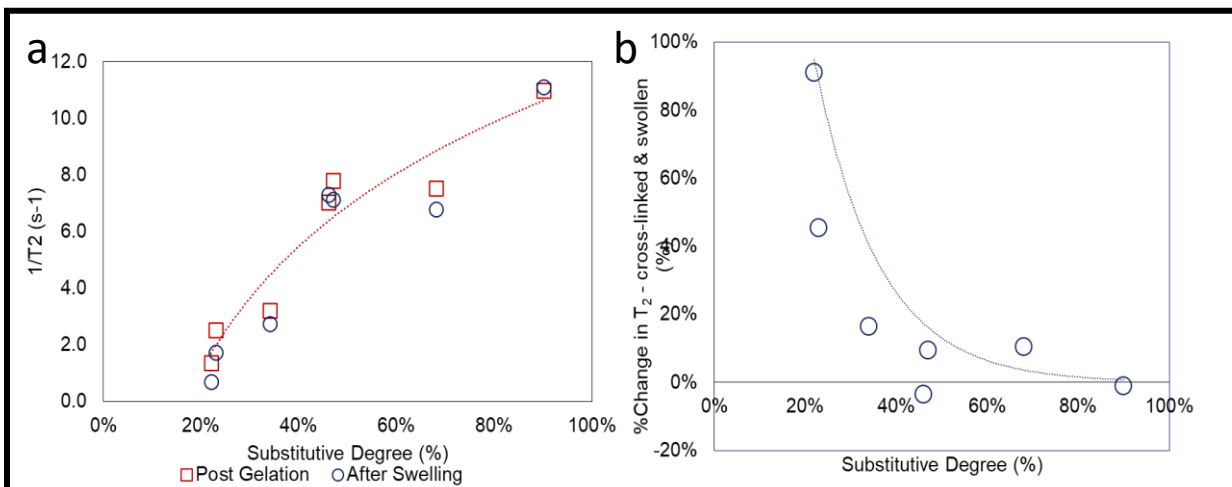 a
12.0
10.0
8.0
6.0
4.0
2.0
0.0
1/T2 (s-1)
0% 20% 40% 60% 80% 100%
Substitutive Degree (%)
Post Gelation After Swelling
b
100%
80%
60%
40%
20%
0%
-20%
%Change in T2 - cross-linked & swollen
(%)
0% 20% 40% 60% 80% 100%
Substitutive Degree (%)